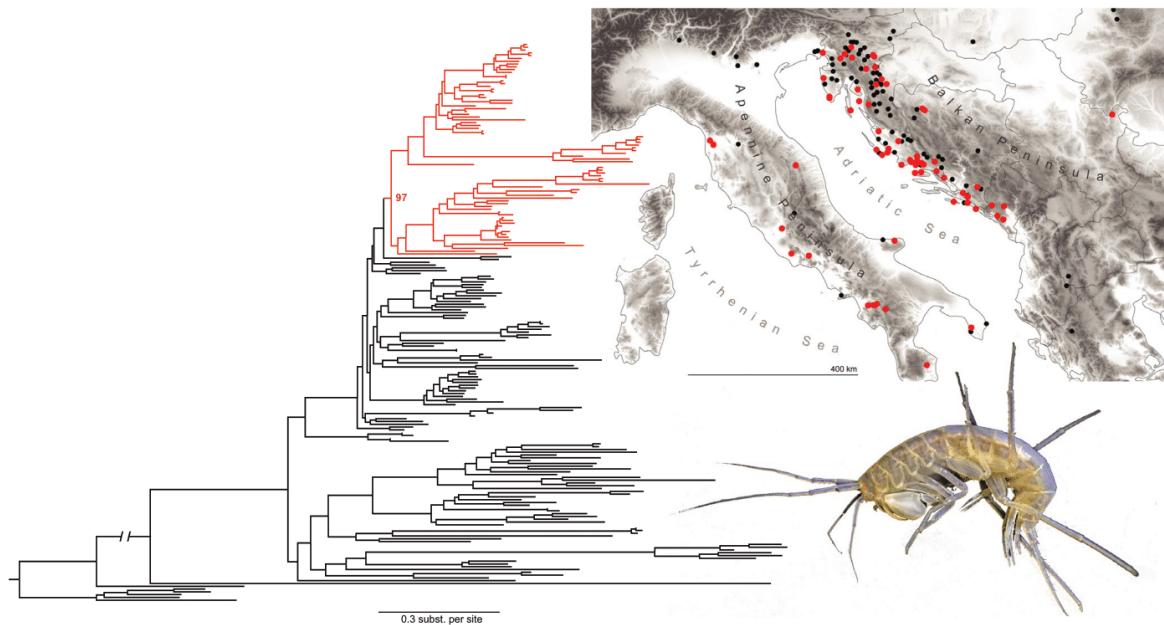 97
Balkan Peninsula
Apennine Peninsula
Adriatic Sea
Tyrrhenian Sea
400 km
0.3 subst. per site